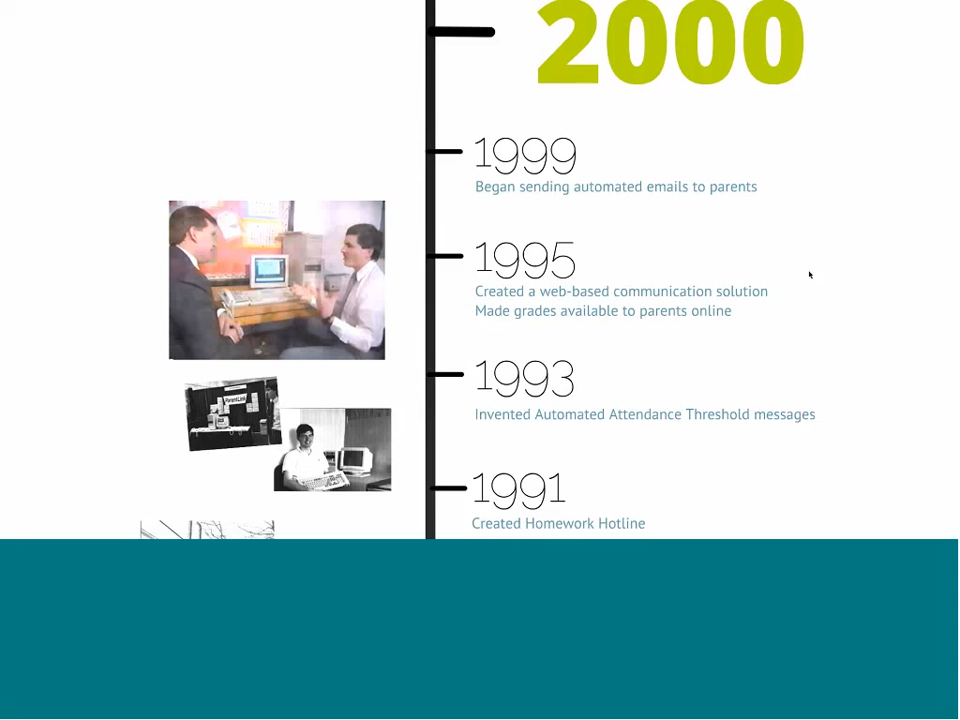 2000
1999
Began sending automated emails to parents
1995
Created a web-based communication solution
Made grades available to parents online
1993
Invented Automated Attendance Threshold messages
ParentLink
1991
Created Homework Hotline